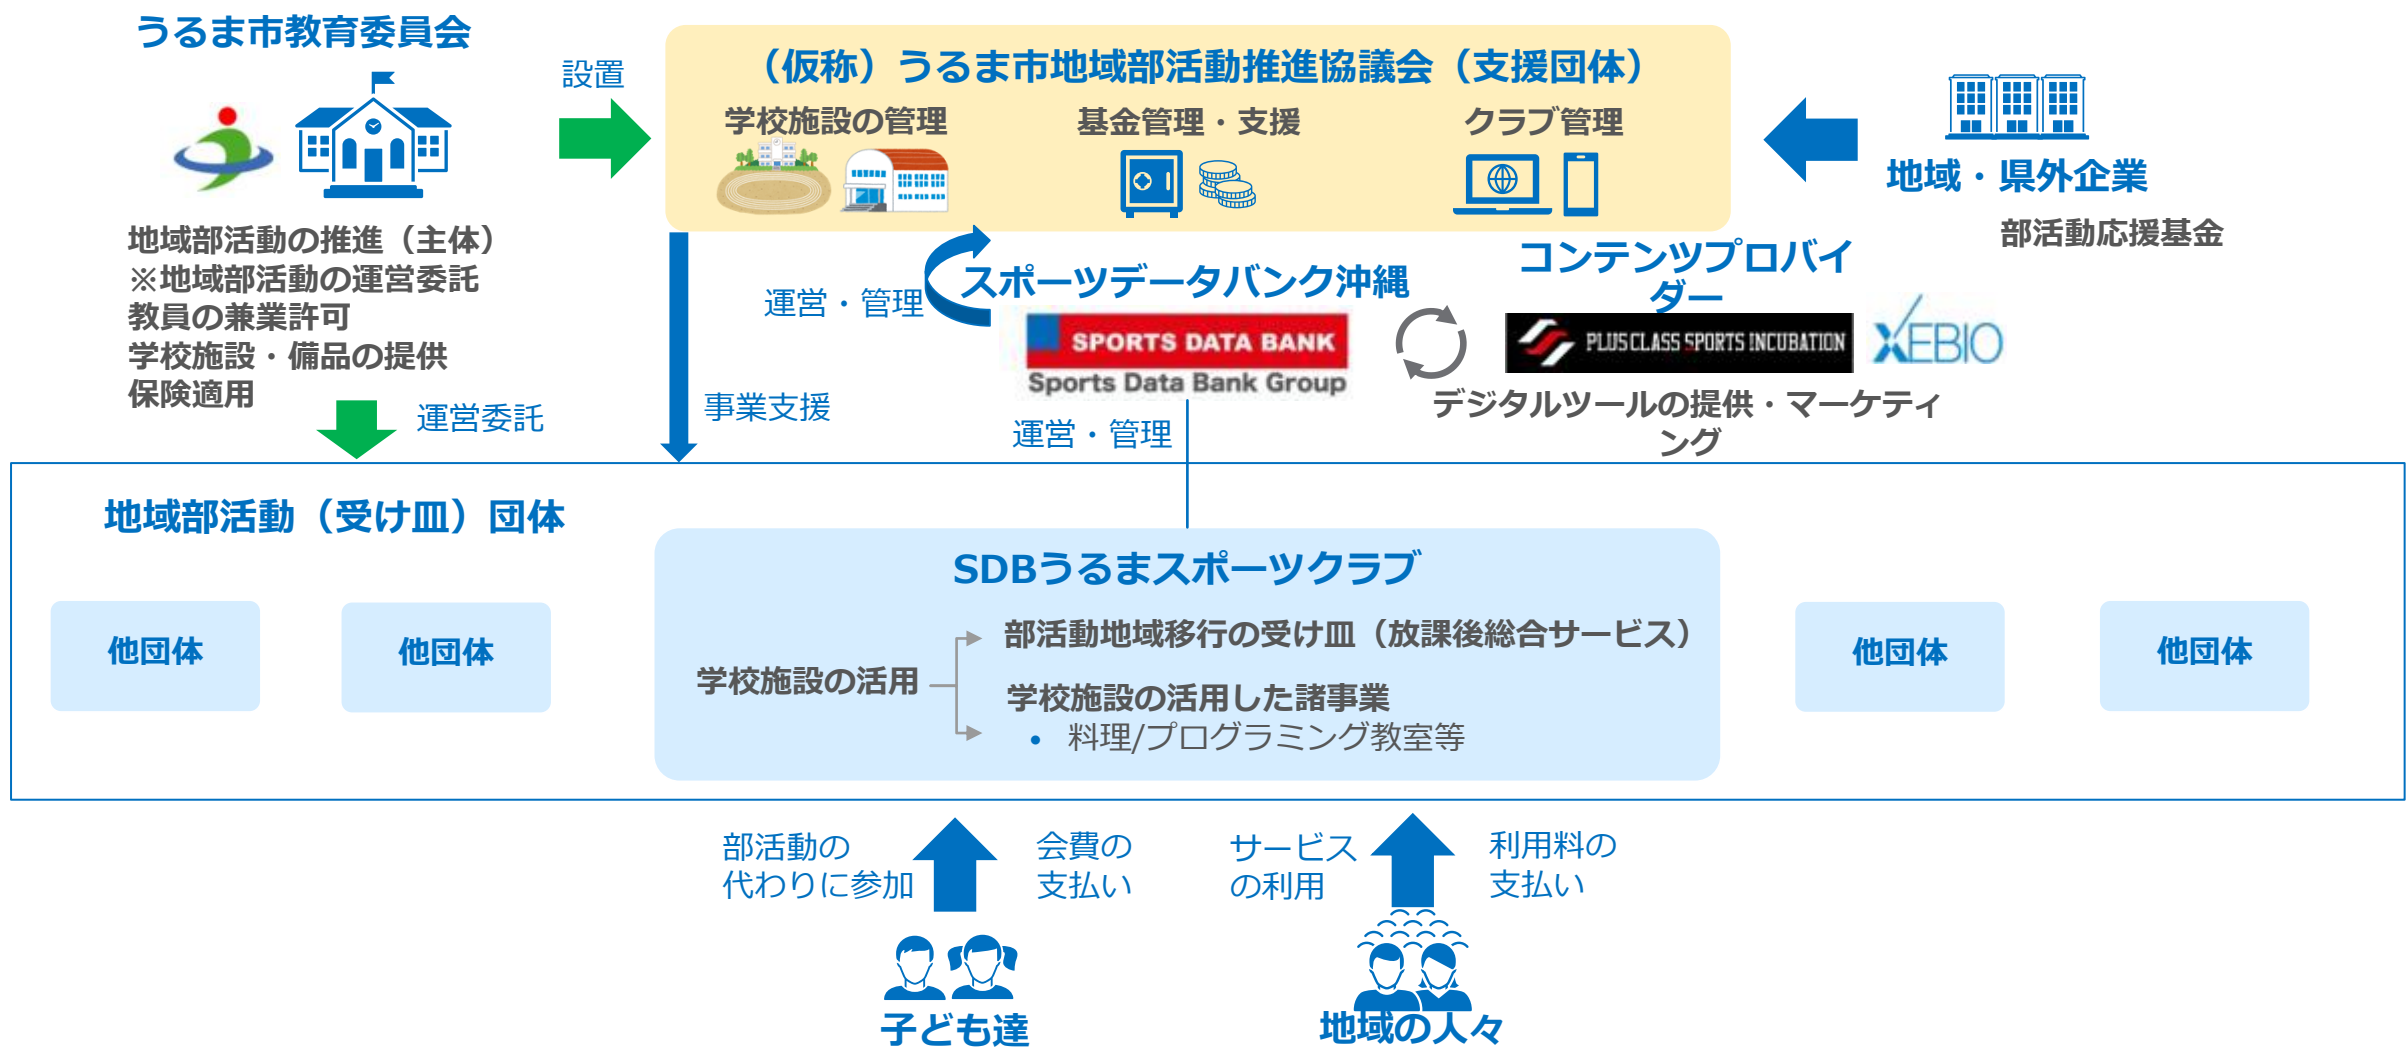 うるま市教育委員会
地域部活動の推進（主体）
※地域部活動の運営委託
教員の兼業許可
学校施設・備品の提供
保険適用
設置
（仮称）うるま市地域部活動推進協議会（支援団体）
学校施設の管理
基金管理・支援
クラブ管理
地域・県外企業
部活動応援基金
運営・管理
スポーツデータバンク沖縄
SPORTS DATA BANK
Sports Data Bank Group
コンテンツプロバイ
ダー
PLUS CLASS SPORTS INCUBATION
XEBIO
デジタルツールの提供・マーケティ
ング
運営委託
事業支援
運営・管理
地域部活動（受け皿）団体
他団体
他団体
SDBうるまスポーツクラブ
学校施設の活用
部活動地域移行の受け皿（放課後総合サービス）
学校施設の活用した諸事業
• 料理/プログラミング教室等
他団体
他団体
部活動の
代わりに参加
会費の
支払い
サービス
の利用
利用料の
支払い
子ども達
地域の人々